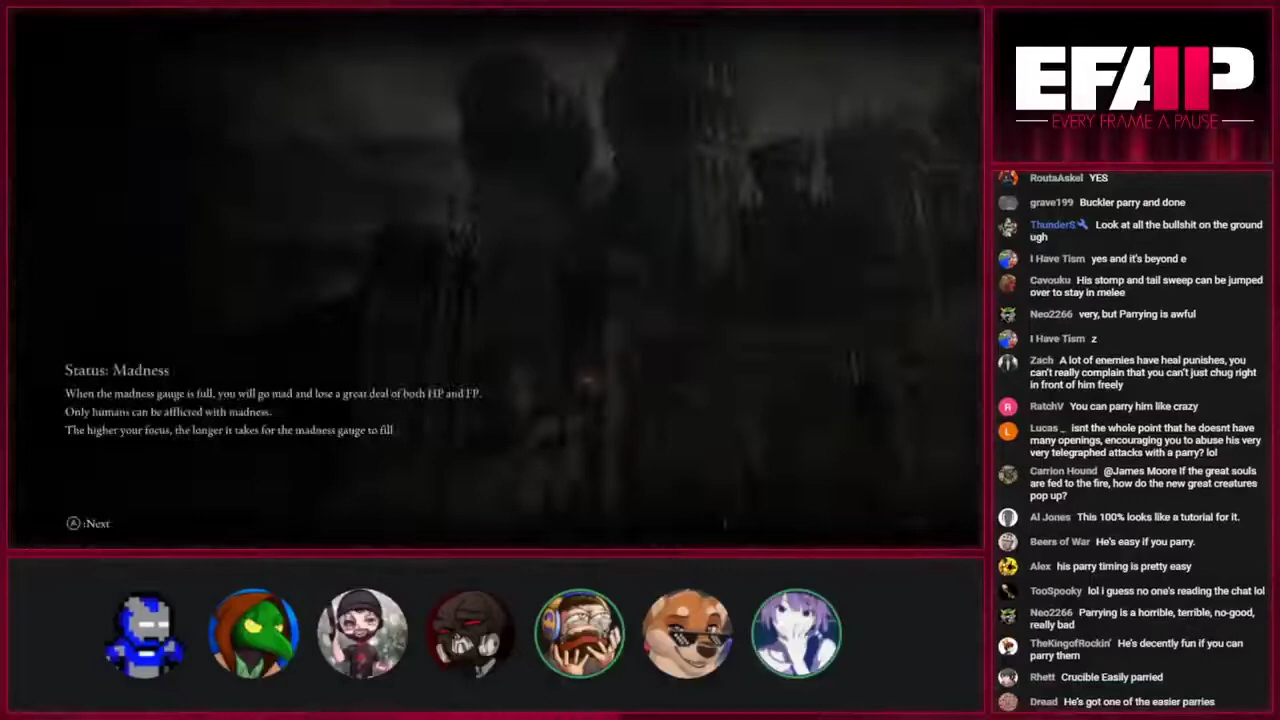 Status: Madness
When the madness gauge is full, you will go mad and lose a great deal of both HP and FP.
Only humans can be afflicted with madness.
The higher your focus, the longer it takes for the madness gauge to fill
A :Next
EFAP
EVERY FRAME A PAUSE
RoutaAskel YES
grave199 Buckler parry and done
ThunderS Look at all the bullshit on the ground
ugh
I Have Tism yes and it's beyond e
Cavouku His stomp and tail sweep can be jumped
over to stay in melee
Neo2266 very, but Parrying is awful
I Have Tism z
Zach A lot of enemies have heal punishes, you
can't really complain that you can't just chug right
in front of him freely
R RatchV You can parry him like crazy
L Lucas _ isnt the whole point that he doesnt have
many openings, encouraging you to abuse his very
very telegraphed attacks with a parry? lol
Carrion Hound @James Moore If the great souls
are fed to the fire, how do the new great creatures
pop up?
Al Jones This 100% looks like a tutorial for it.
Beers of War He's easy if you parry.
Alex his parry timing is pretty easy
TooSpooky lol i guess no one's reading the chat lol
Neo2266 Parrying is a horrible, terrible, no-good,
really bad
TheKingofRockin' He's decently fun if you can
parry them
Rhett Crucible Easily parried
Dread He's got one of the easier parries